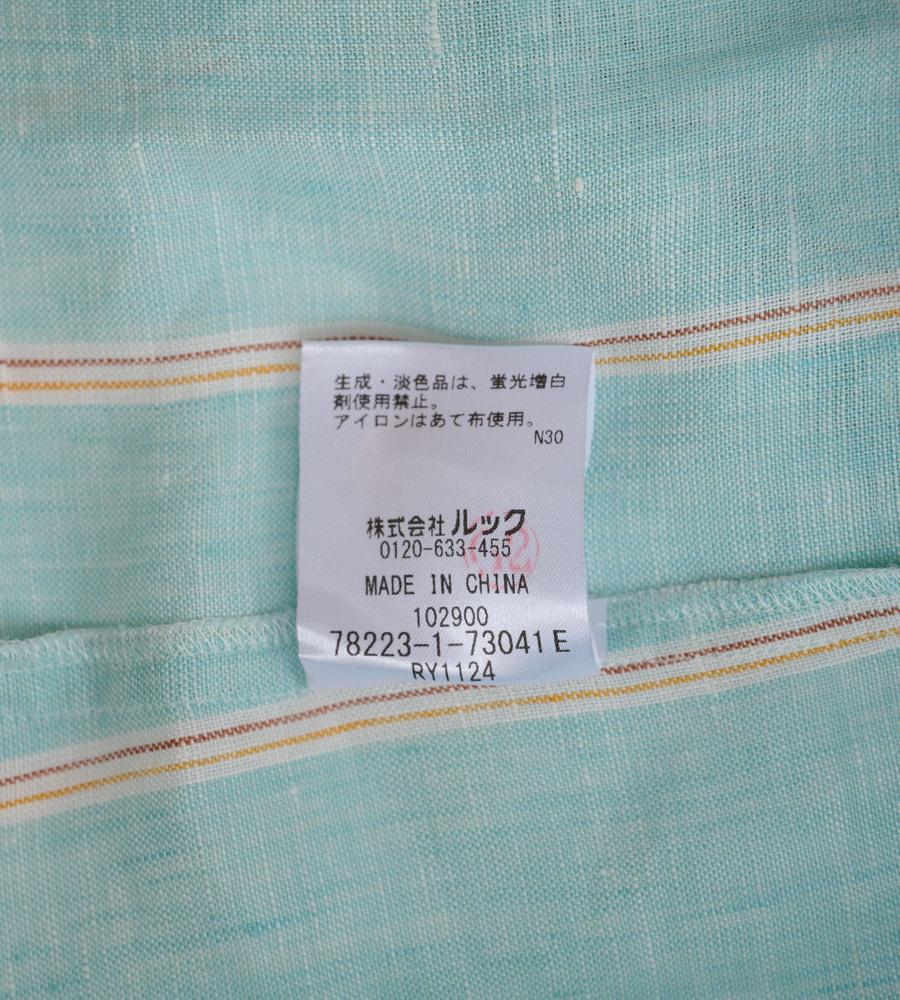 生成・淡色品は、蛍光増白
剤使用禁止。
アイロンはあて布使用。
N30
株式会社ルック
0120-633-455
MADE IN CHINA
102900
78223-1-73041E
RY1124